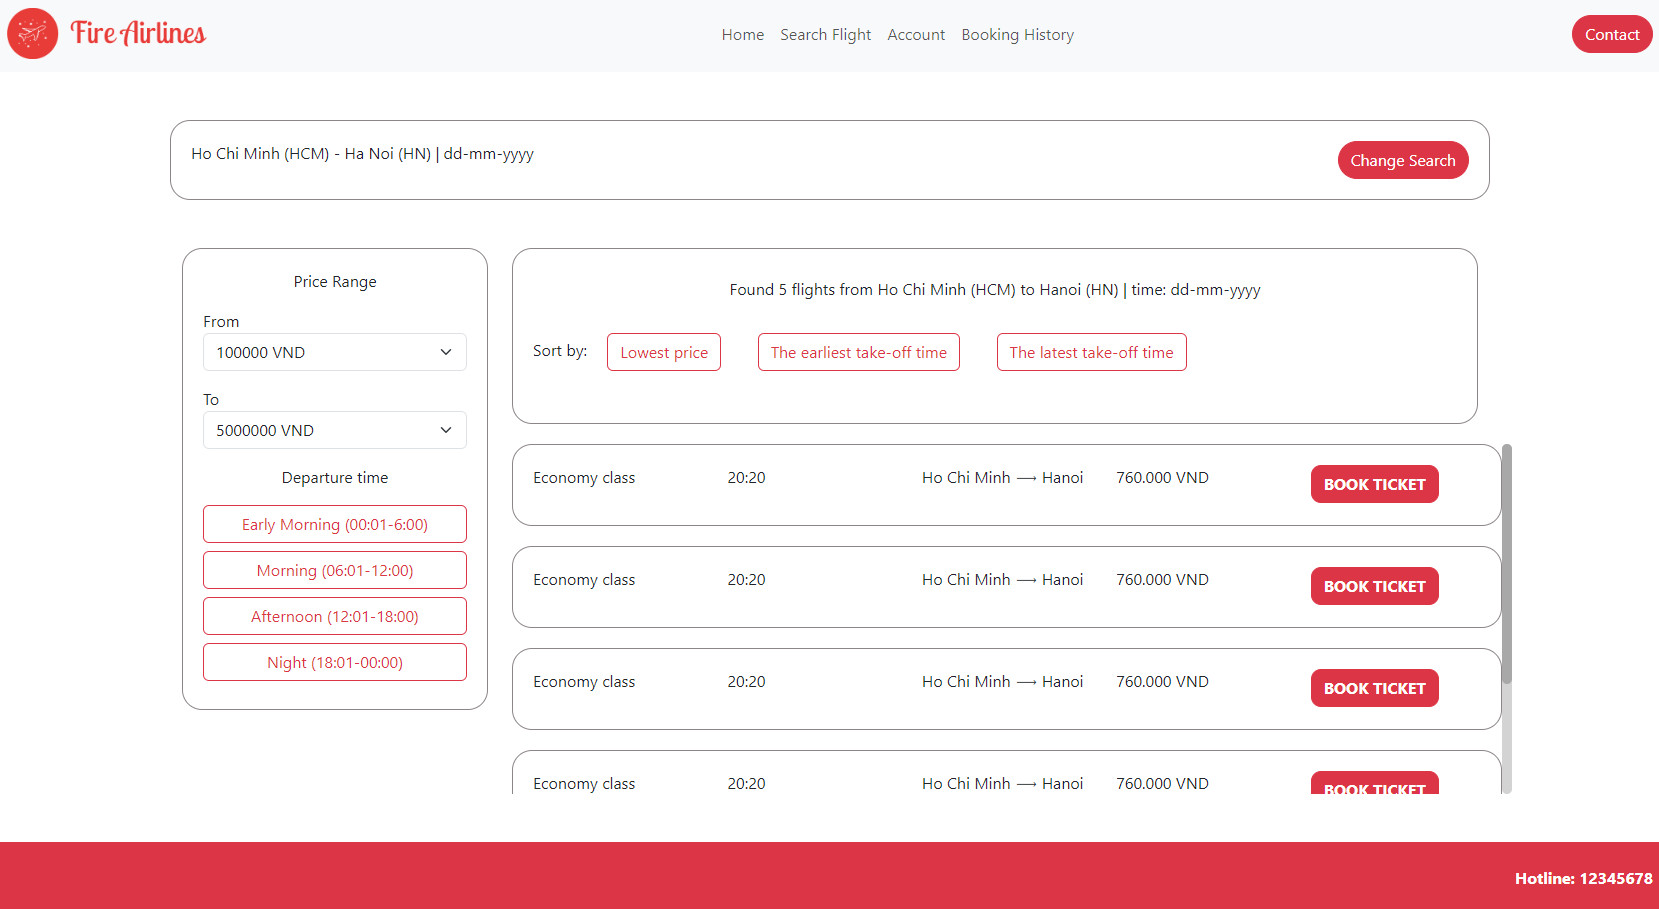 Fire Airlines
Home Search Flight Account Booking History
Contact
Ho Chi Minh (HCM) - Ha Noi (HN) | dd-mm-yyyy
Change Search
Price Range
From
100000 VND
To
5000000 VND
Departure time
Early Morning (00:01-6:00)
Morning (06:01-12:00)
Afternoon (12:01-18:00)
Night (18:01-00:00)
Found 5 flights from Ho Chi Minh (HCM) to Hanoi (HN) | time: dd-mm-yyyy
Sort by: Lowest price The earliest take-off time The latest take-off time
Economy class 20:20 Ho Chi Minh ⟶ Hanoi 760.000 VND BOOK TICKET
Economy class 20:20 Ho Chi Minh ⟶ Hanoi 760.000 VND BOOK TICKET
Economy class 20:20 Ho Chi Minh ⟶ Hanoi 760.000 VND BOOK TICKET
Economy class 20:20 Ho Chi Minh ⟶ Hanoi 760.000 VND BOOK TICKET
Hotline: 12345678